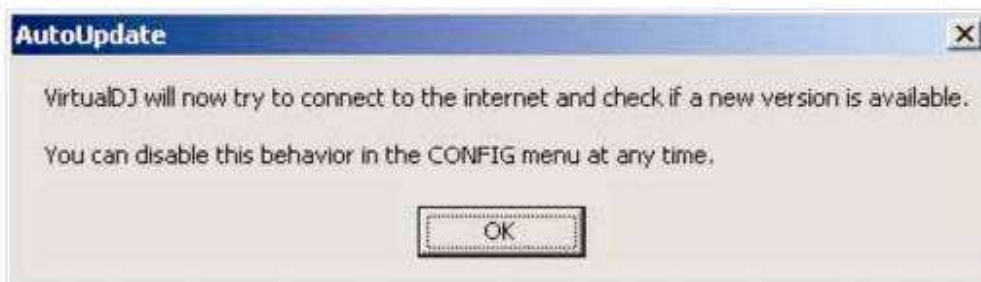 AutoUpdate
VirtualDJ will now try to connect to the internet and check if a new version is available.
You can disable this behavior in the CONFIG menu at any time.
OK